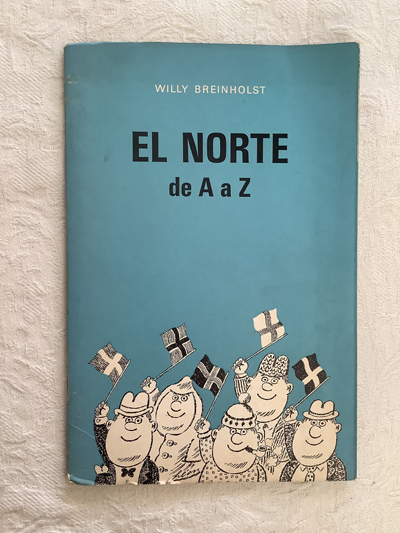 WILLY BREINHOLST
EL NORTE
de A a Z